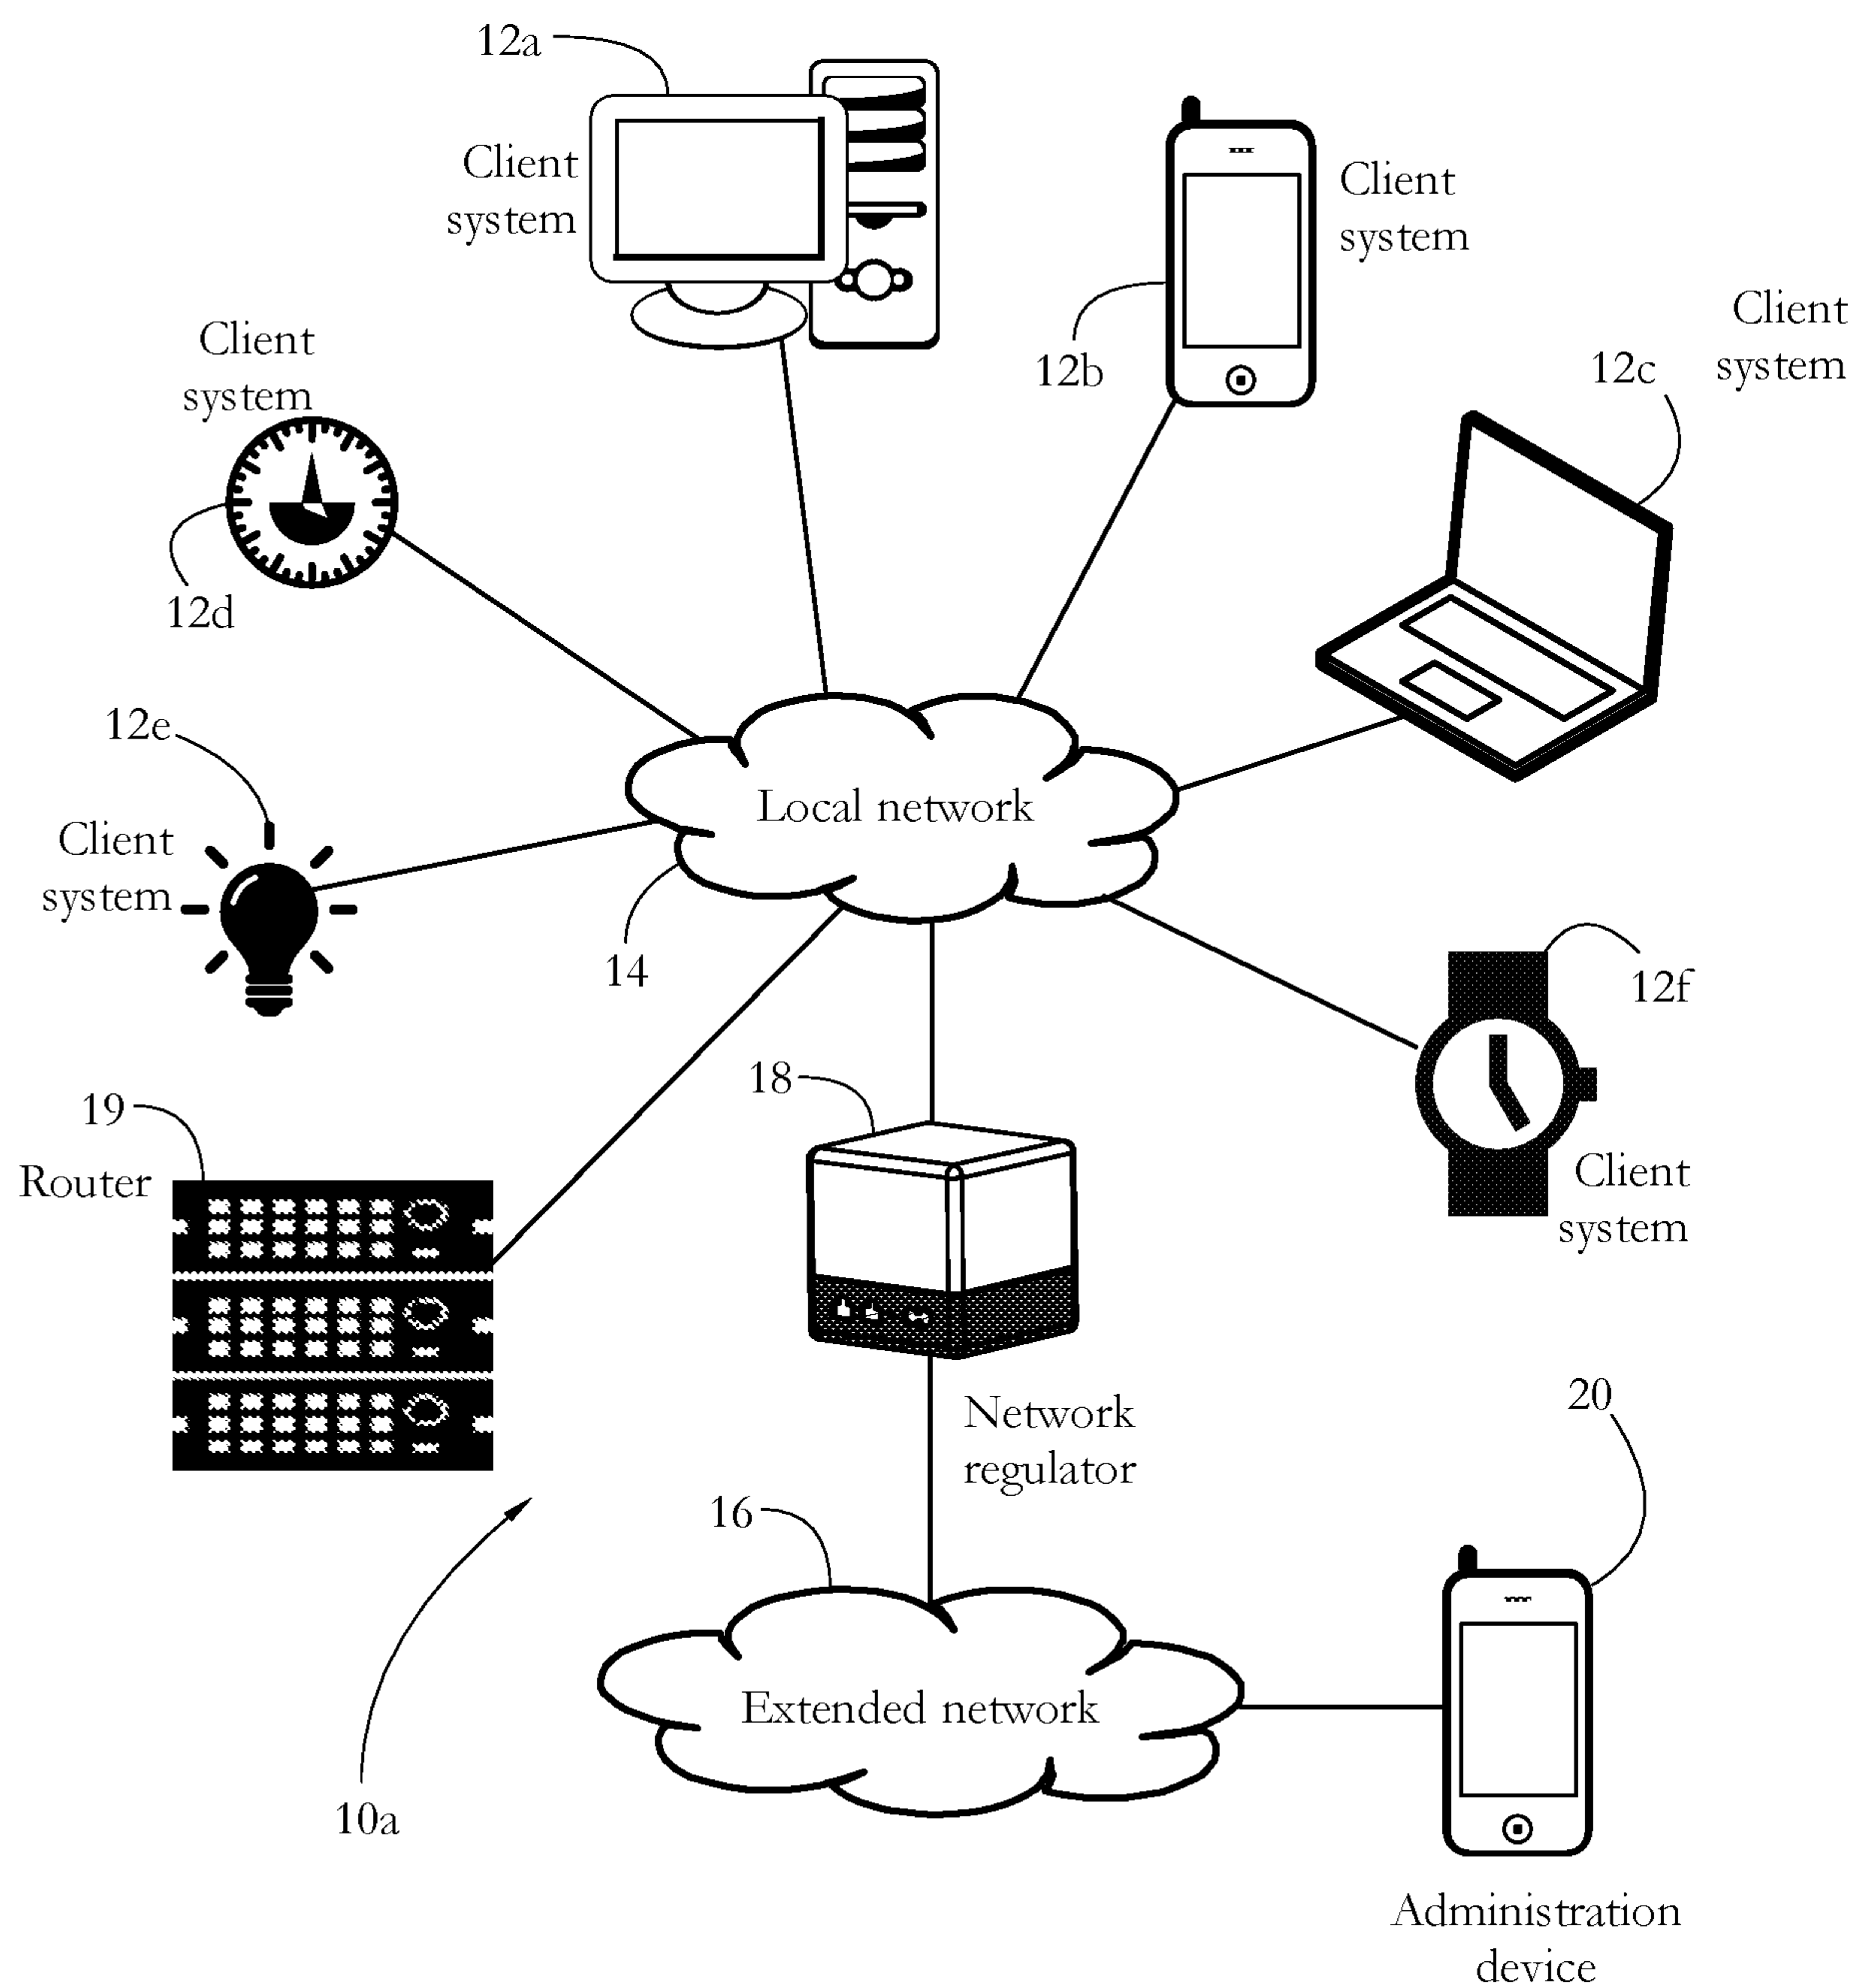 12a
Client
system
12b
Client
system
12c
Client
system
Client
system
12d
12e
Client
system
Local network
14
12f
Client
system
18
19
Router
Network
regulator
16
20
Extended network
10a
Administration
device